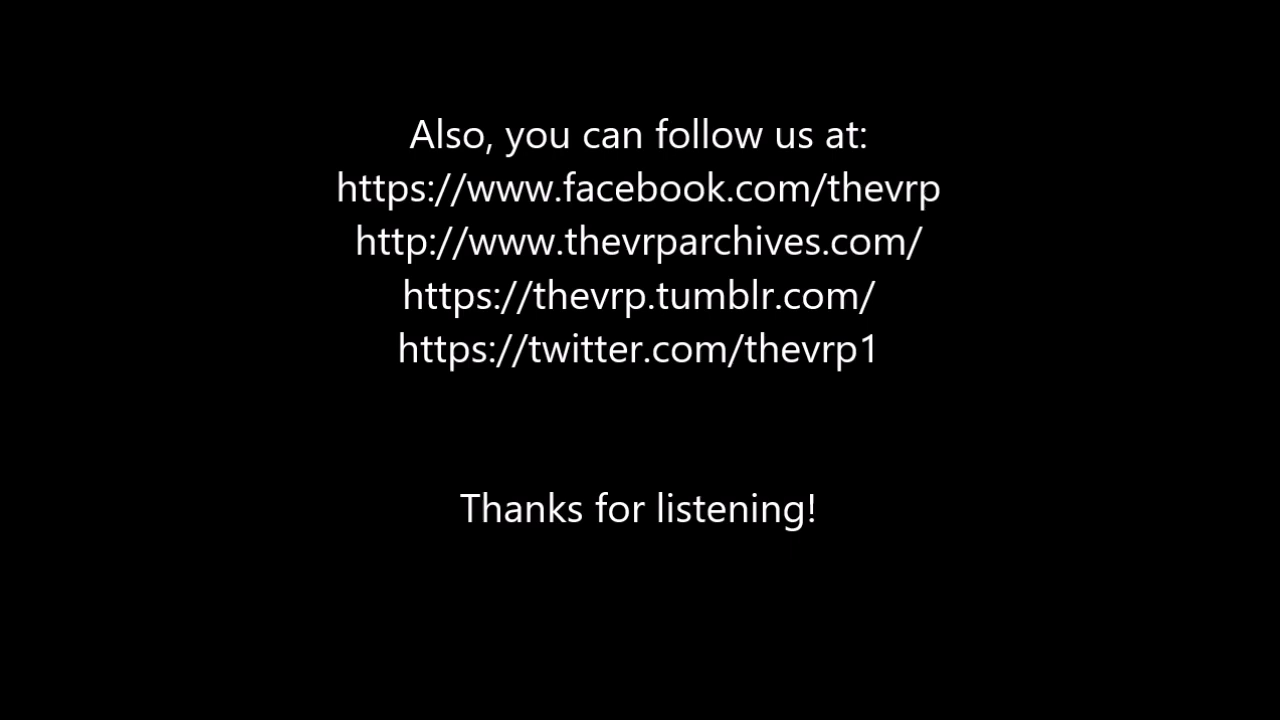 Also, you can follow us at:
https://www.facebook.com/thevrp
http://www.thevrparchives.com/
https://thevrp.tumblr.com/
https://twitter.com/thevrp1
Thanks for listening!